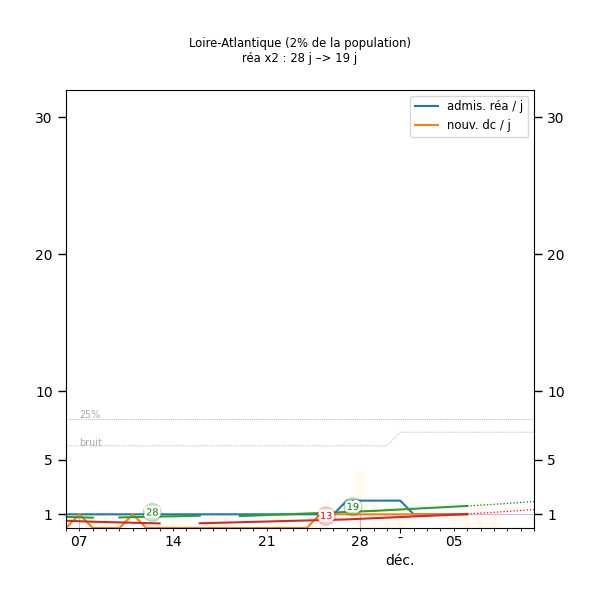 Loire-Atlantique (2% de la population)
réa x2 : 28 j –> 19 j
admis. réa / j
nouv. dc / j
30 30
20 20
10 10
25%
bruit
5 5
28 13 19
1 1
07 14 21 28 - 05
déc.